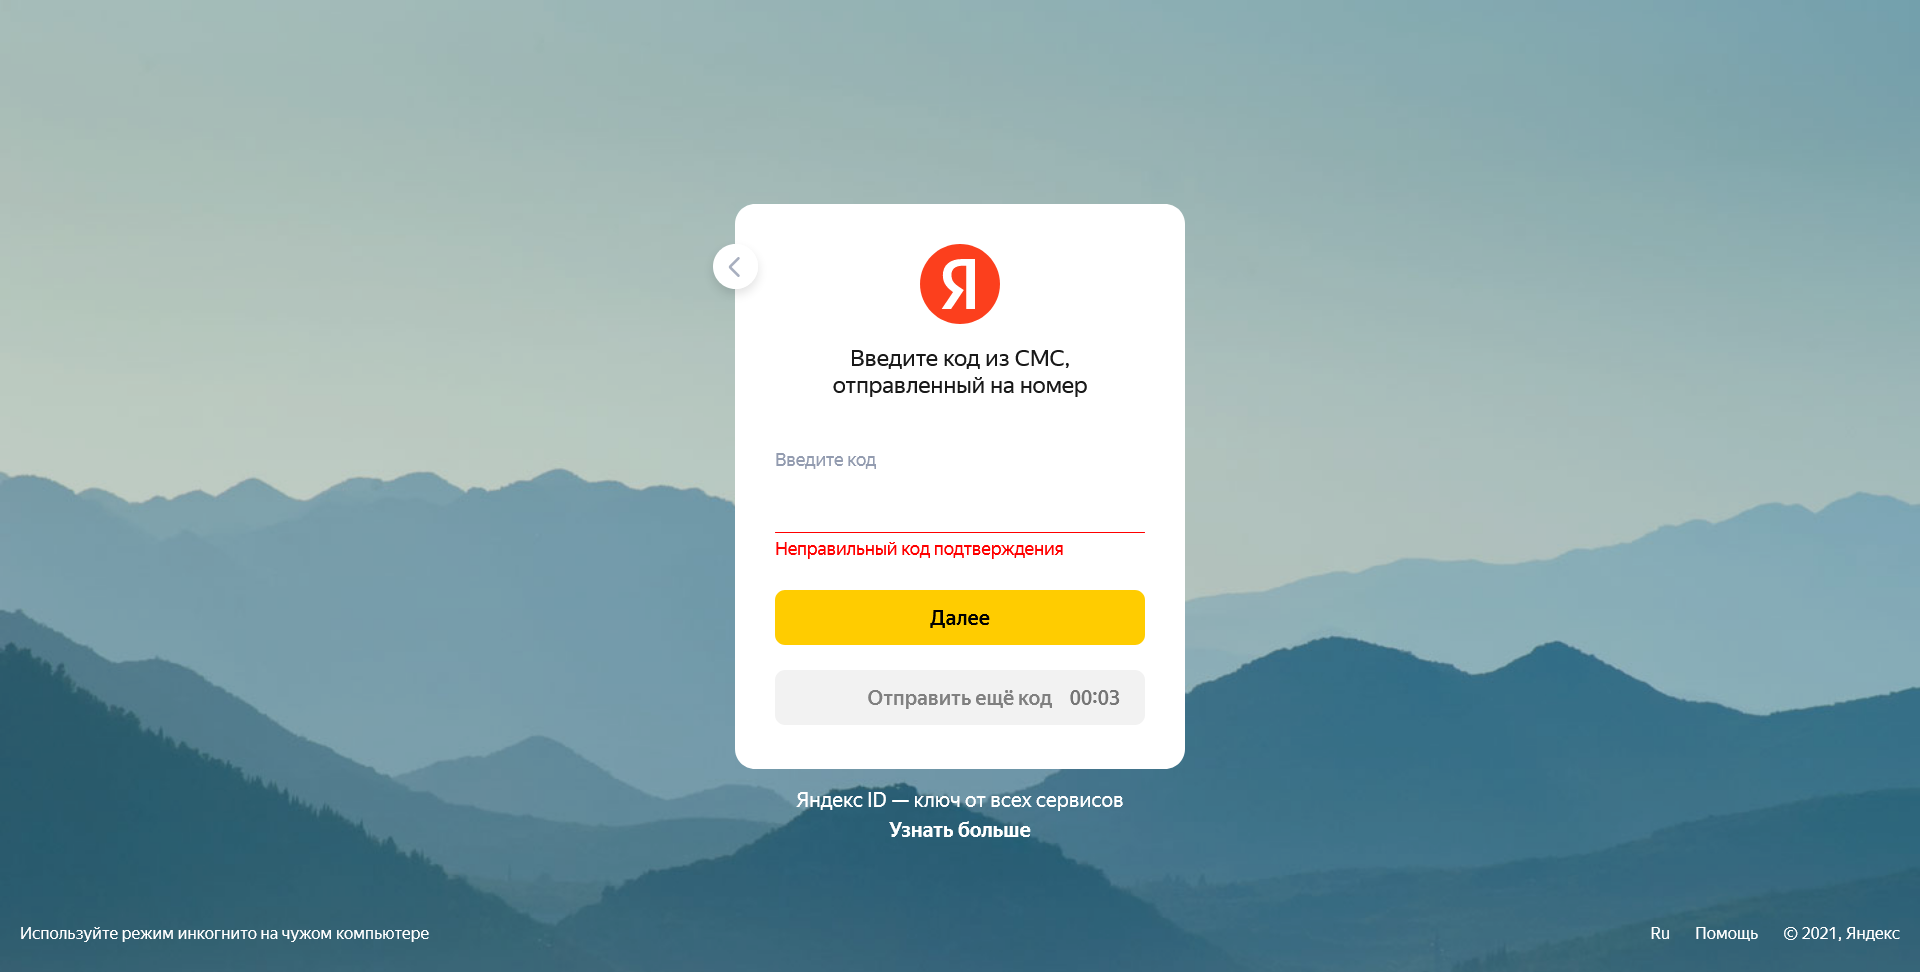 Я
Введите код из СМС,
отправленный на номер
Введите код
Неправильный код подтверждения
Далее
Отправить ещё код 00:03
Яндекс ID — ключ от всех сервисов
Узнать больше
Используйте режим инкогнито на чужом компьютере
Ru Помощь © 2021, Яндекс